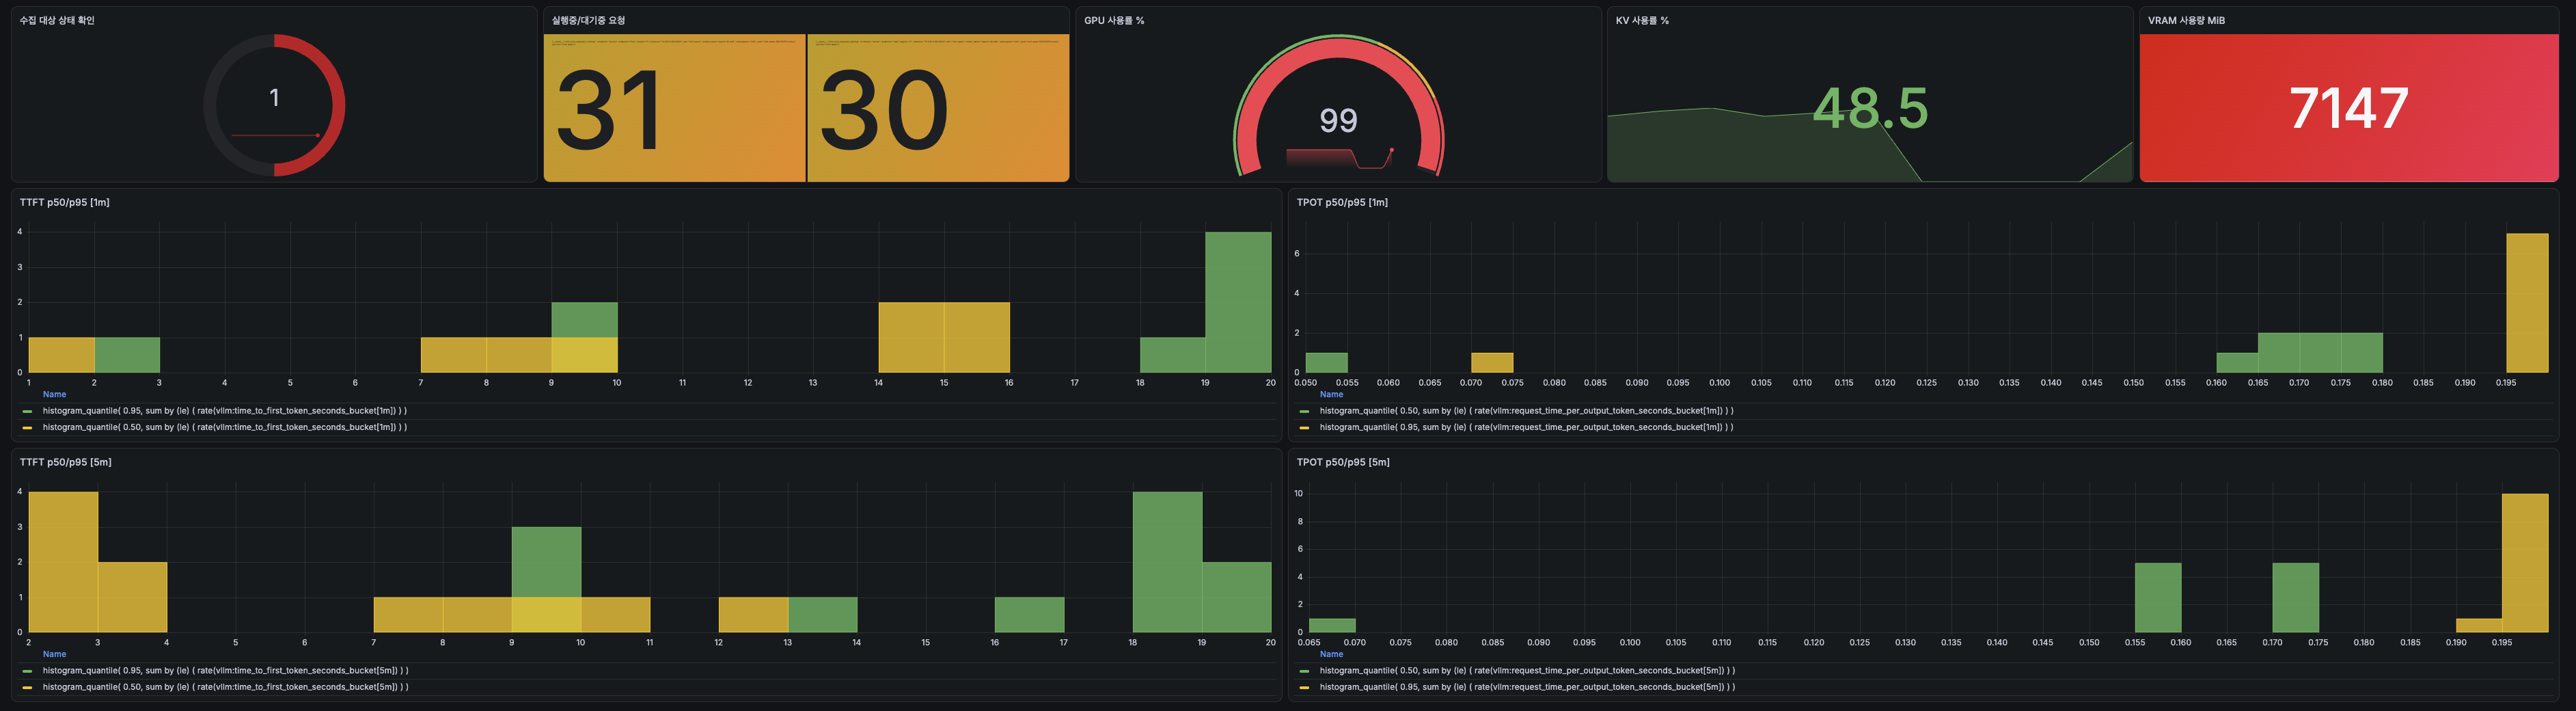 수집 대상 상태 확인
1
실행중/대기중 요청
31
30
GPU 사용률 %
99
KV 사용률 %
48.5
VRAM 사용량 MiB
7147
TTFT p50/p95 [1m]
4
3
2
1
0
1 2 3 4 5 6 7 8 9 10 11 12 13 14 15 16 17 18 19 20
Name
histogram_quantile( 0.95, sum by (le) ( rate(vllm:time_to_first_token_seconds_bucket[1m]) ) )
histogram_quantile( 0.50, sum by (le) ( rate(vllm:time_to_first_token_seconds_bucket[1m]) ) )
TPOT p50/p95 [1m]
6
4
2
0
0.050 0.055 0.060 0.065 0.070 0.075 0.080 0.085 0.090 0.095 0.100 0.105 0.110 0.115 0.120 0.125 0.130 0.135 0.140 0.145 0.150 0.155 0.160 0.165 0.170 0.175 0.180 0.185 0.190 0.195
Name
histogram_quantile( 0.50, sum by (le) ( rate(vllm:request_time_per_output_token_seconds_bucket[1m]) ) )
histogram_quantile( 0.95, sum by (le) ( rate(vllm:request_time_per_output_token_seconds_bucket[1m]) ) )
TTFT p50/p95 [5m]
4
3
2
1
0
2 3 4 5 6 7 8 9 10 11 12 13 14 15 16 17 18 19 20
Name
histogram_quantile( 0.95, sum by (le) ( rate(vllm:time_to_first_token_seconds_bucket[5m]) ) )
histogram_quantile( 0.50, sum by (le) ( rate(vllm:time_to_first_token_seconds_bucket[5m]) ) )
TPOT p50/p95 [5m]
10
8
6
4
2
0
0.065 0.070 0.075 0.080 0.085 0.090 0.095 0.100 0.105 0.110 0.115 0.120 0.125 0.130 0.135 0.140 0.145 0.150 0.155 0.160 0.165 0.170 0.175 0.180 0.185 0.190 0.195
Name
histogram_quantile( 0.50, sum by (le) ( rate(vllm:request_time_per_output_token_seconds_bucket[5m]) ) )
histogram_quantile( 0.95, sum by (le) ( rate(vllm:request_time_per_output_token_seconds_bucket[5m]) ) )